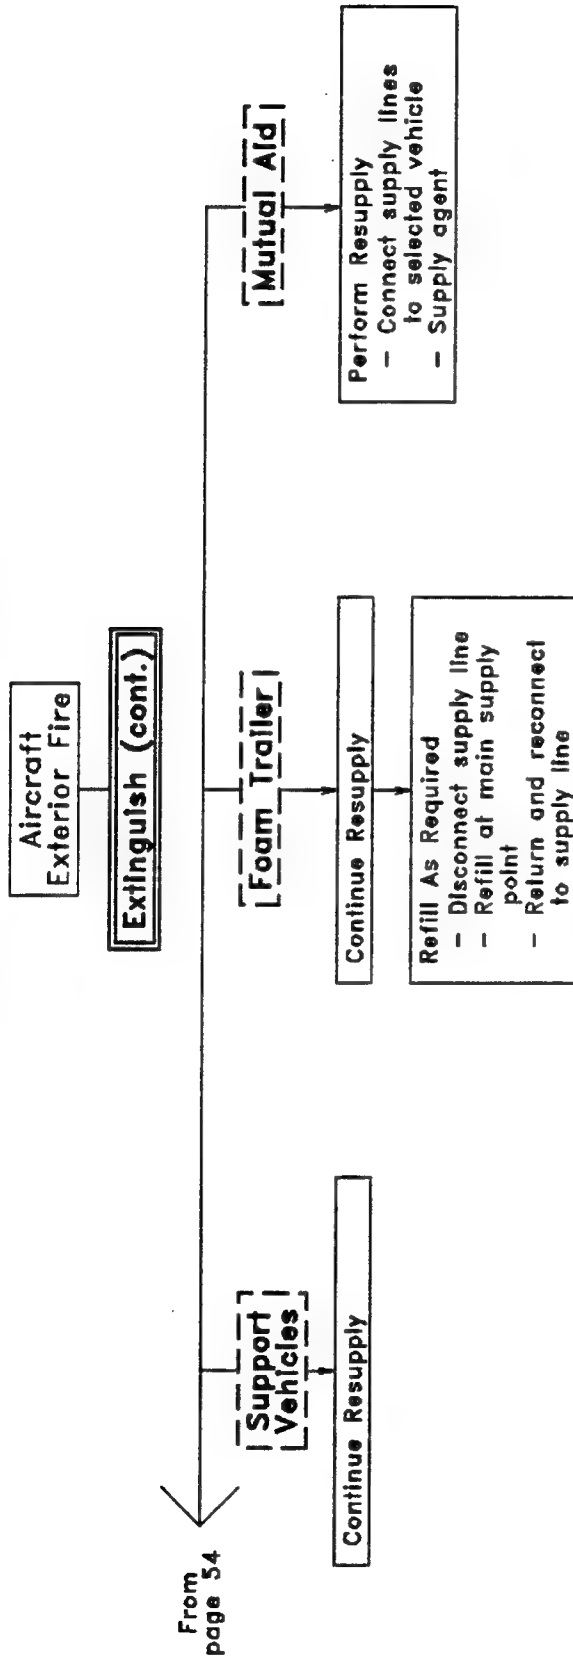 Aircraft
Exterior Fire
Extinguish (cont.)
From
page 54
Support
Vehicles
Continue Resupply
Foam Trailer
Continue Resupply
Refill As Required
- Disconnect supply line
- Refill at main supply
point
- Return and reconnect
to supply line
Mutual Aid
Perform Resupply
- Connect supply lines
to selected vehicle
- Supply agent